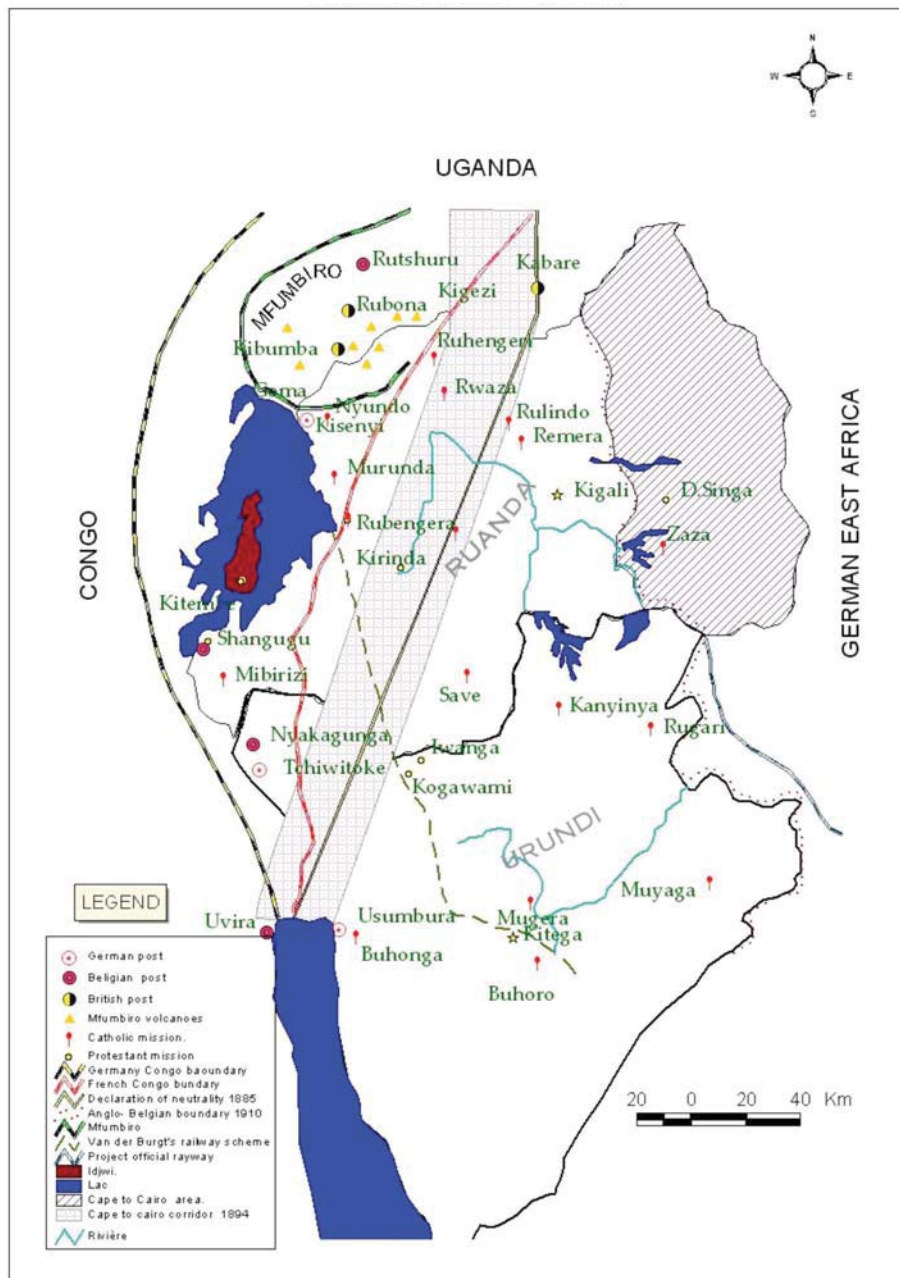 N
W
E
S
UGANDA
MFUMBIRO
Rutshuru
Kabare
Kigezi
Rubona
Kibumba
Ruhengeri
Goma
Rwaza
Nyundo
Kisenyi
Rulindo
Remera
Murunda
Kigali
D.Singa
Rubengera
RUANDA
Zaza
Kirinda
CONGO
GERMAN EAST AFRICA
Shangugu
Mibirizi
Save
Kanyinya
Rugari
Nyakagunga
Iwanga
Tchiwitoke
Kogawami
URUNDI
Muyaga
LEGEND
Uvira
Usumbura
Mugera
Kitega
Buhonga
Buhoro
German post
Beligian post
British post
Mfumbiro volcanoes
Catholic mission.
Protestant mission
Germany Congo baoundary
French Congo bundary
Declaration of neutrality 1885
Anglo- Belgian boundary 1910
Mfumbiro
Van der Burgt's railway scheme
Project official rayway
Idjwi.
Lac
Cape to Cairo area.
Cape to cairo corridor 1894
Rivière
20 0 20 40 Km